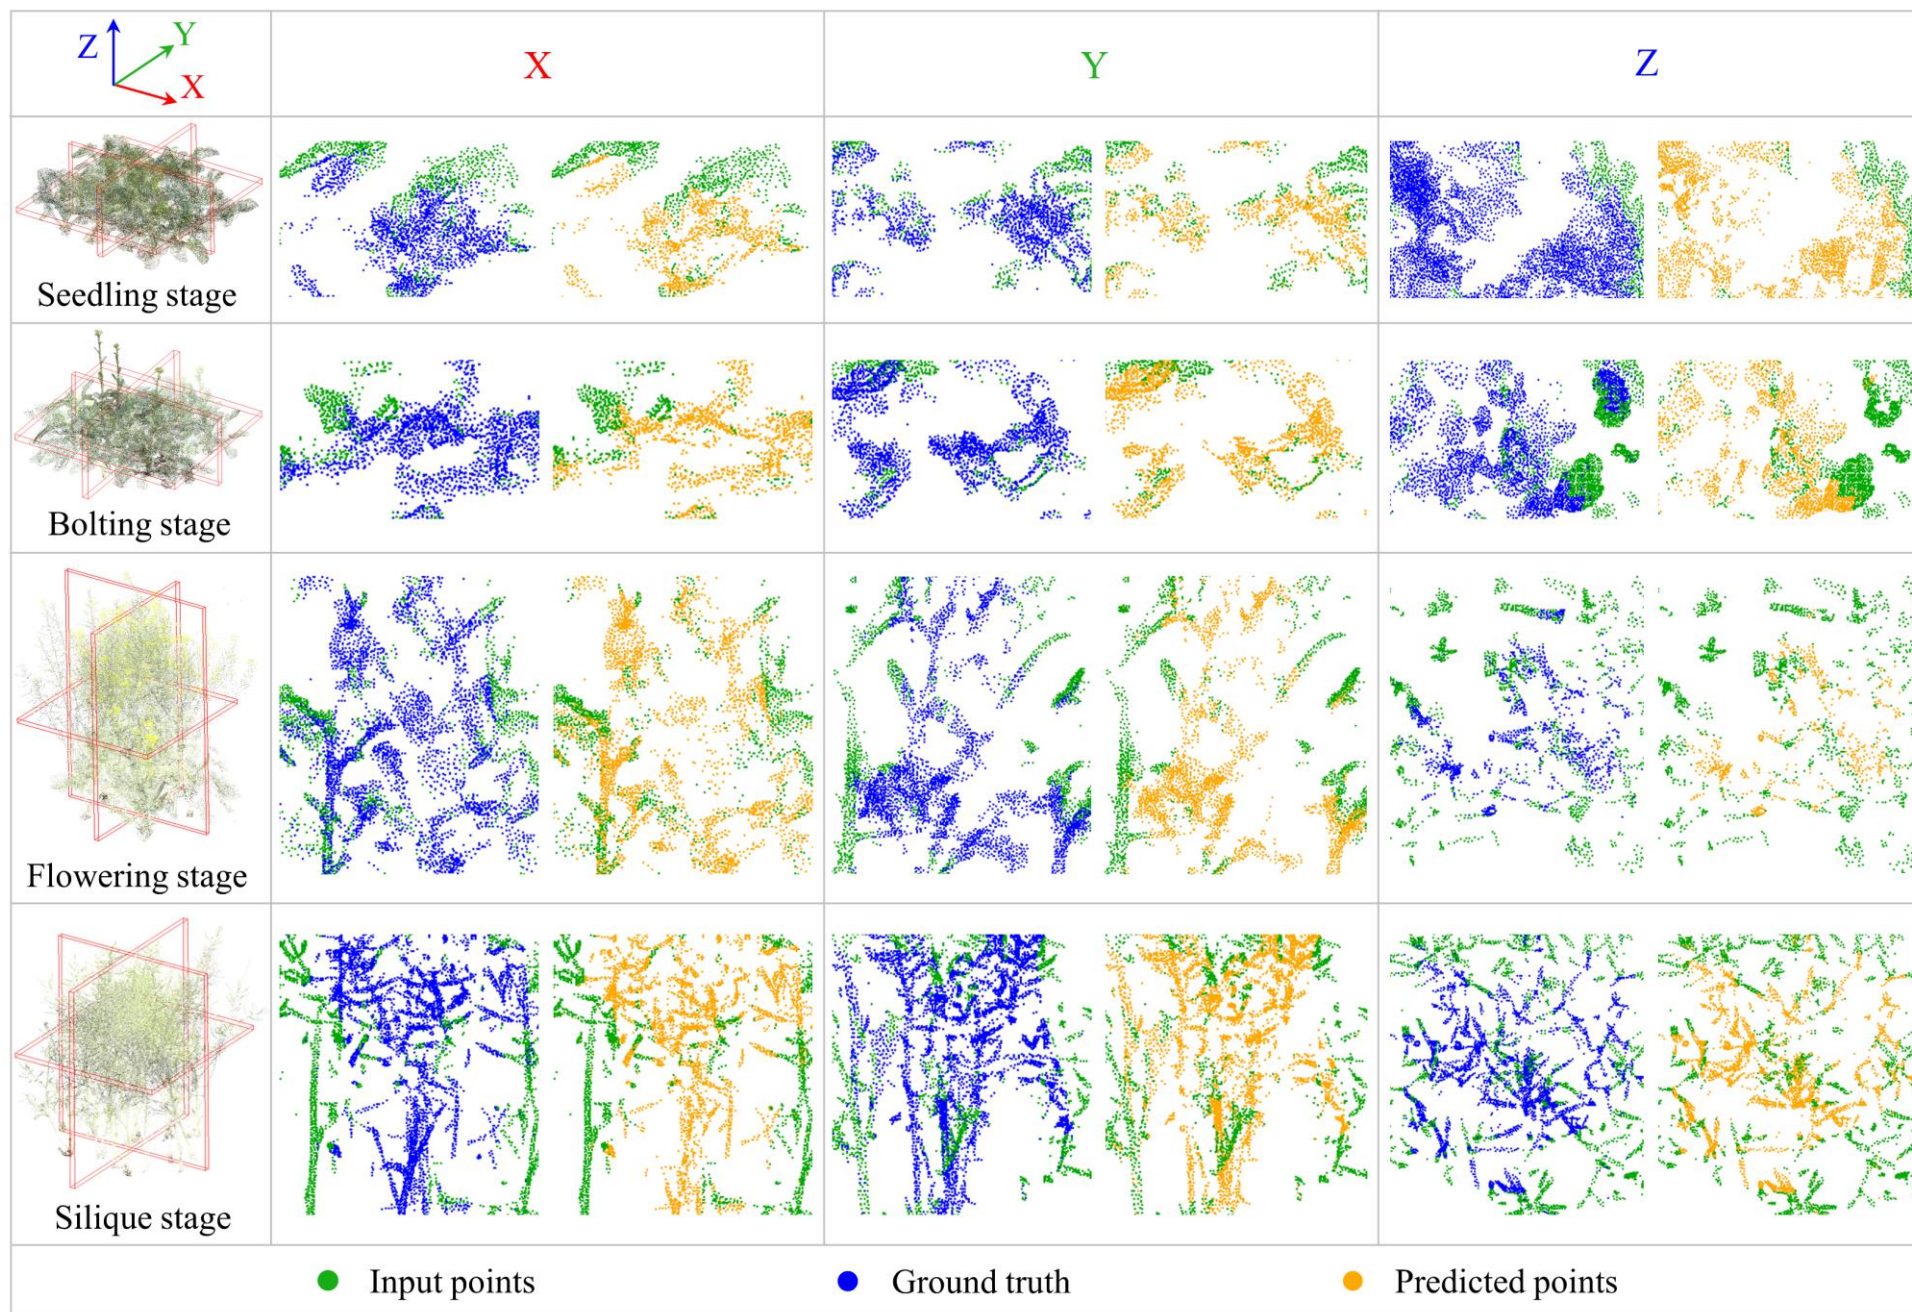 Z Y X
X
Y
Z
Seedling stage
Bolting stage
Flowering stage
Silique stage
Input points
Ground truth
Predicted points